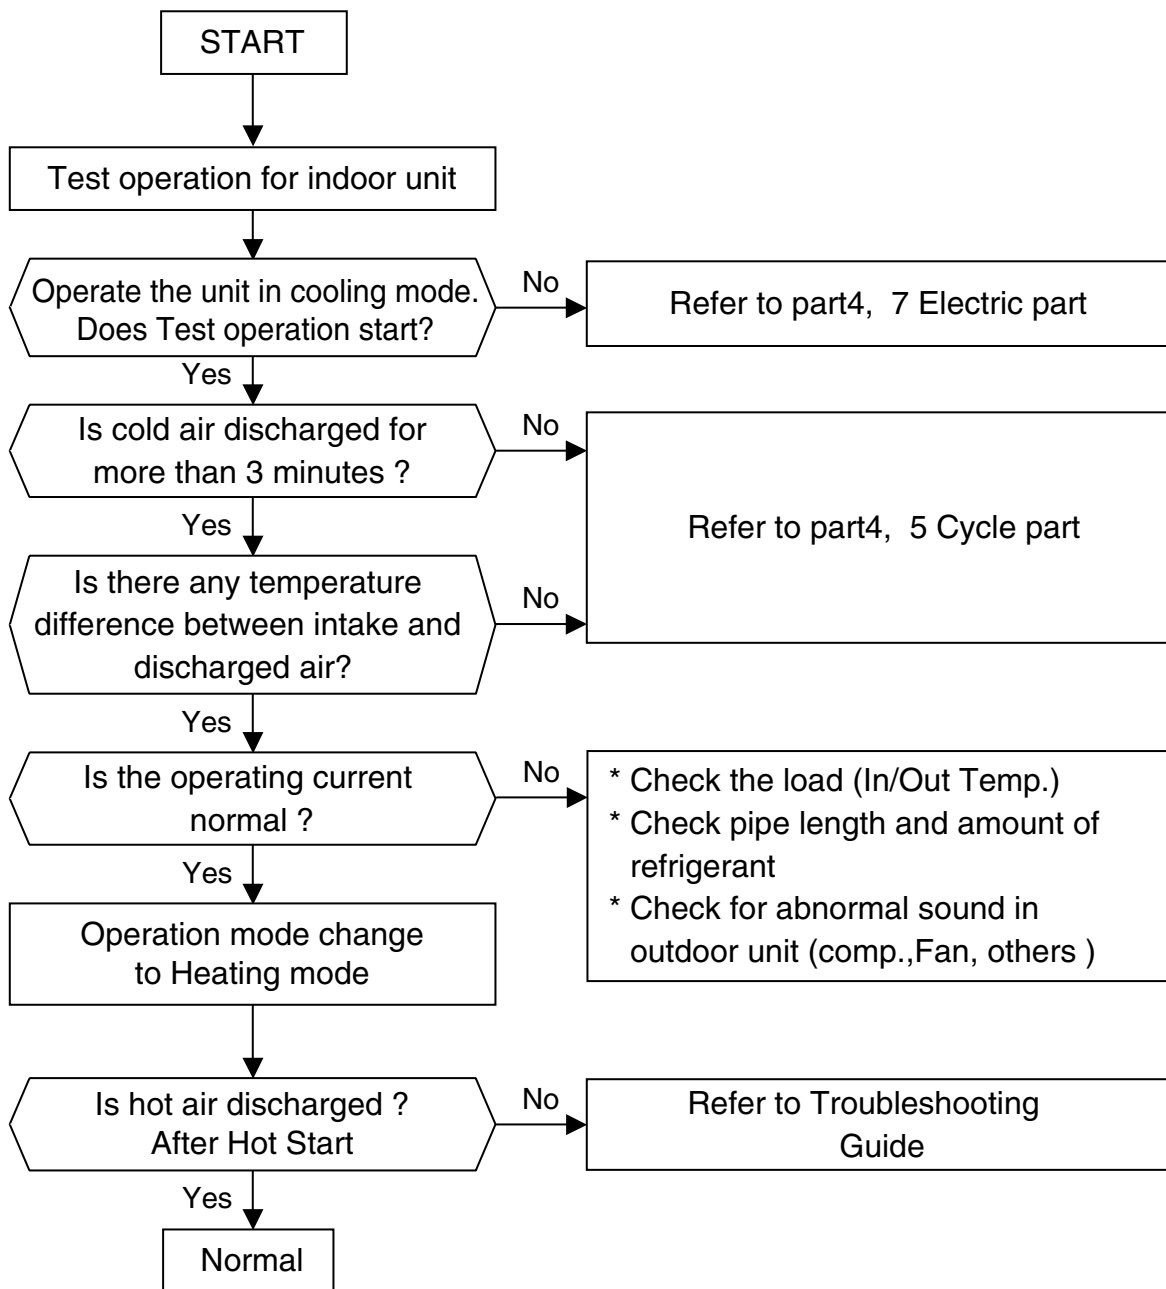 START
Test operation for indoor unit
Operate the unit in cooling mode.
Does Test operation start?
No
Refer to part4, 7 Electric part
Yes
Is cold air discharged for
more than 3 minutes ?
No
Refer to part4, 5 Cycle part
Yes
Is there any temperature
difference between intake and
discharged air?
No
Yes
Is the operating current
normal ?
No
* Check the load (In/Out Temp.)
* Check pipe length and amount of
refrigerant
* Check for abnormal sound in
outdoor unit (comp.,Fan, others )
Yes
Operation mode change
to Heating mode
Is hot air discharged ?
After Hot Start
No
Refer to Troubleshooting
Guide
Yes
Normal